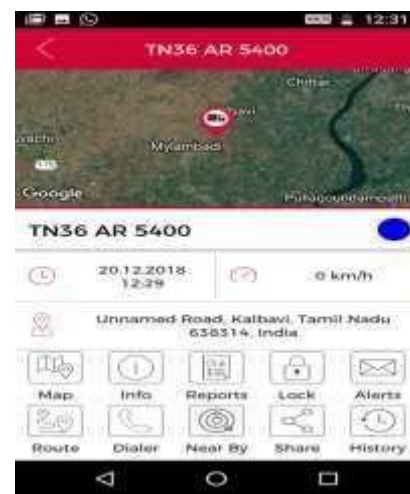 12:31
TN36 AR 5400
Chittar
Mylambadi
Google
TN36 AR 5400
20.12.2018
12:29
0 km/h
Unnamed Road, Kalbavi, Tamil Nadu
638314, India
Map
Info
Reports
Lock
Alerts
Route
Dialer
Near By
Share
History